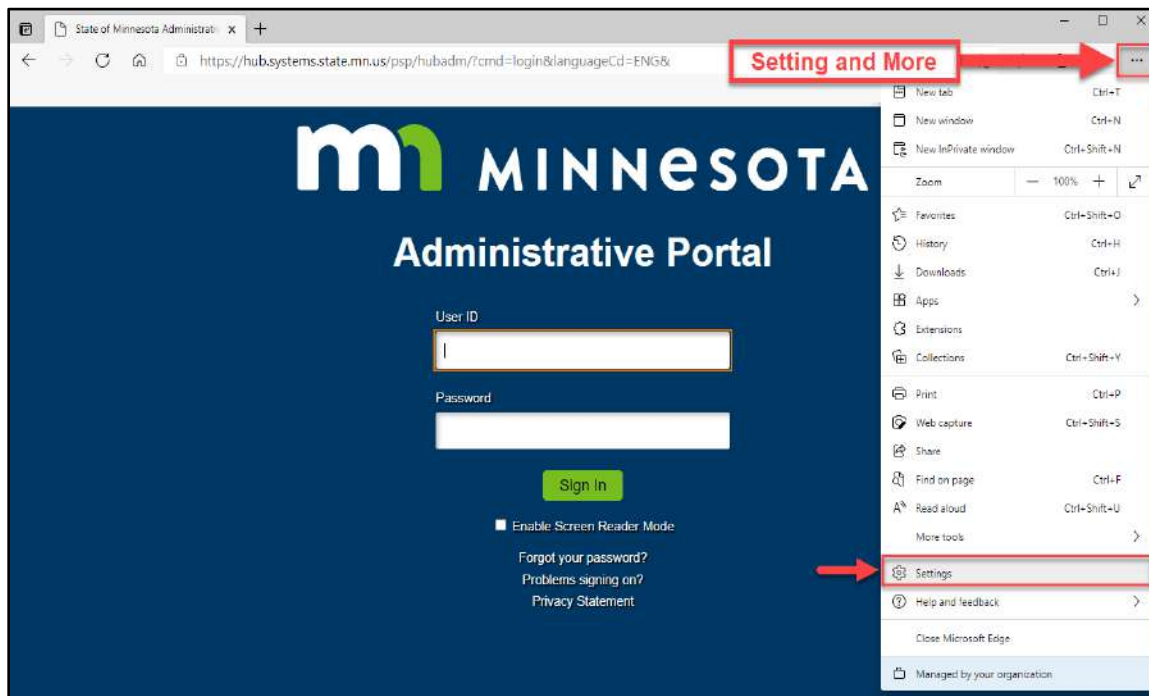 State of Minnesota Administrati
https://hub.systems.state.mn.us/psp/hubadm/?cmd=login&languageCd=ENG&
Setting and More
New tab Ctrl+T
New window Ctrl+N
New InPrivate window Ctrl+Shift+N
Zoom 100%
Favorites Ctrl+Shift+O
History Ctrl+H
Downloads Ctrl+J
Apps
Extensions
Collections Ctrl+Shift+Y
Print Ctrl+P
Web capture Ctrl+Shift+S
Share
Find on page Ctrl+F
Read aloud Ctrl+Shift+U
More tools
Settings
Help and feedback
Close Microsoft Edge
Managed by your organization
mn MINNesOTA
Administrative Portal
User ID
Password
Sign In
Enable Screen Reader Mode
Forgot your password?
Problems signing on?
Privacy Statement